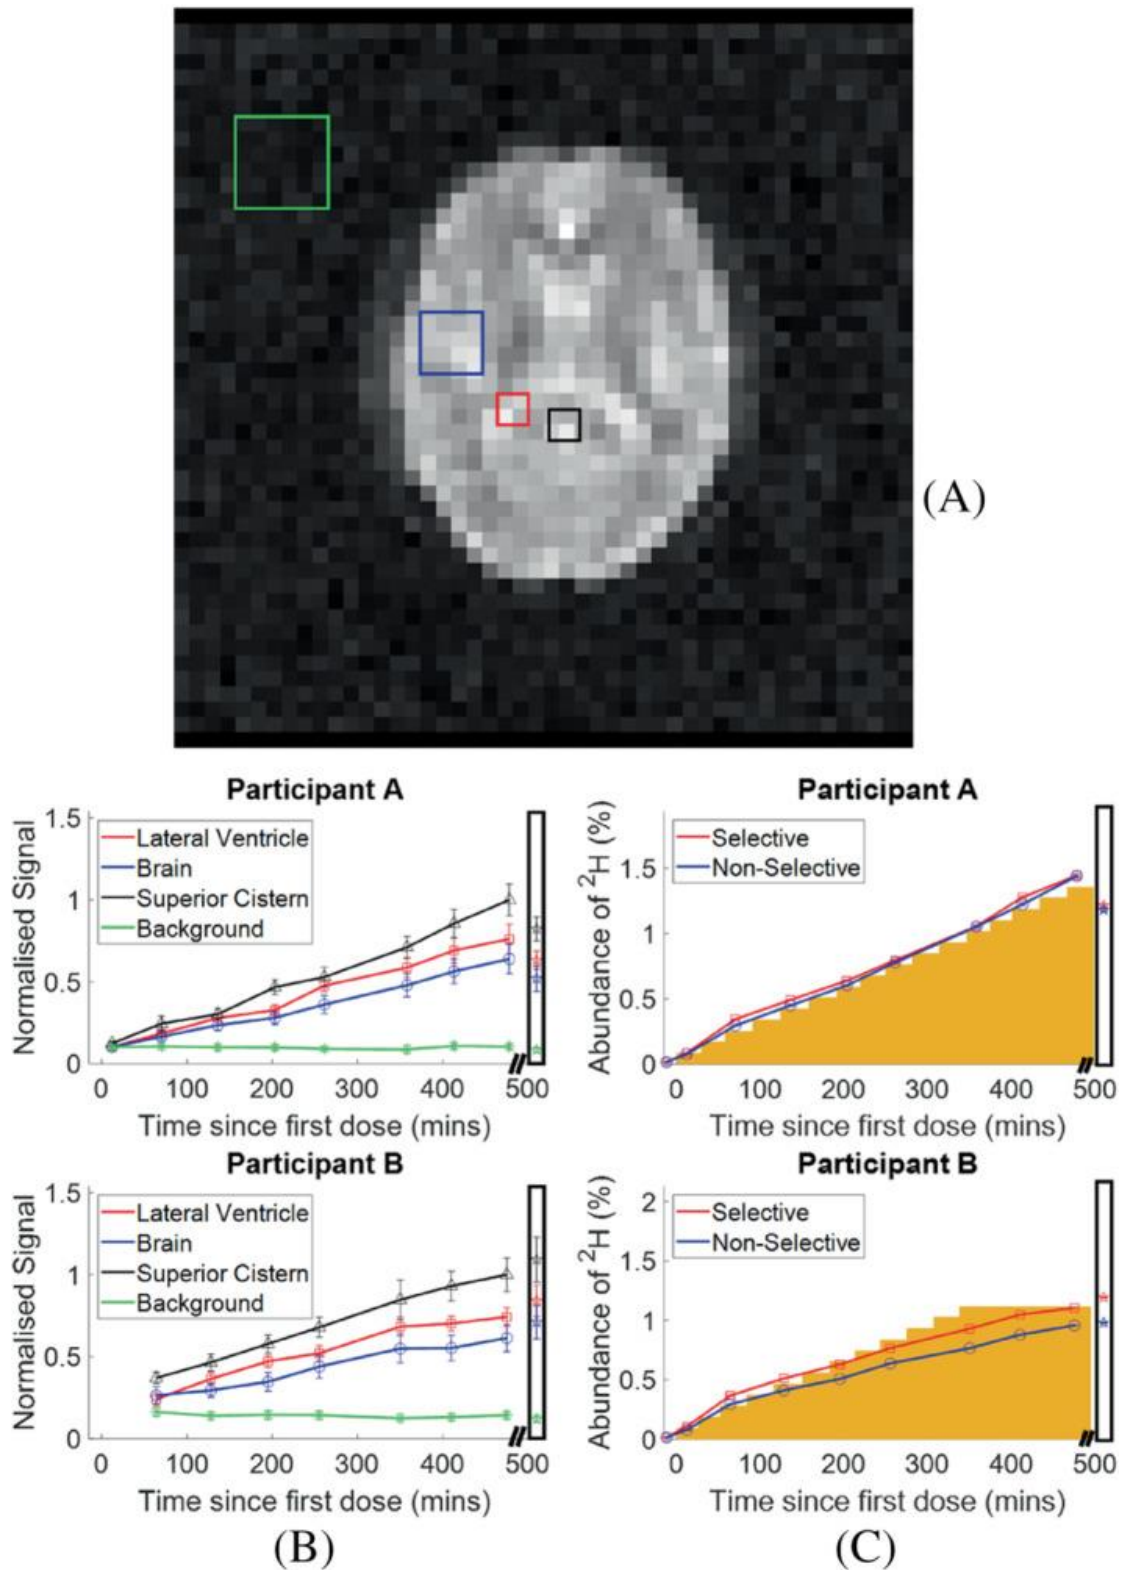 (A)
Participant A
Normalised Signal
1.5
1
0.5
0
Lateral Ventricle
Brain
Superior Cistern
Background
0 100 200 300 400 500
Time since first dose (mins)
Participant A
Abundance of ²H (%)
1.5
1
0.5
0
Selective
Non-Selective
0 100 200 300 400 500
Time since first dose (mins)
Participant B
Normalised Signal
1.5
1
0.5
0
Lateral Ventricle
Brain
Superior Cistern
Background
0 100 200 300 400 500
Time since first dose (mins)
(B)
Participant B
Abundance of ²H (%)
2
1.5
1
0.5
0
Selective
Non-Selective
0 100 200 300 400 500
Time since first dose (mins)
(C)